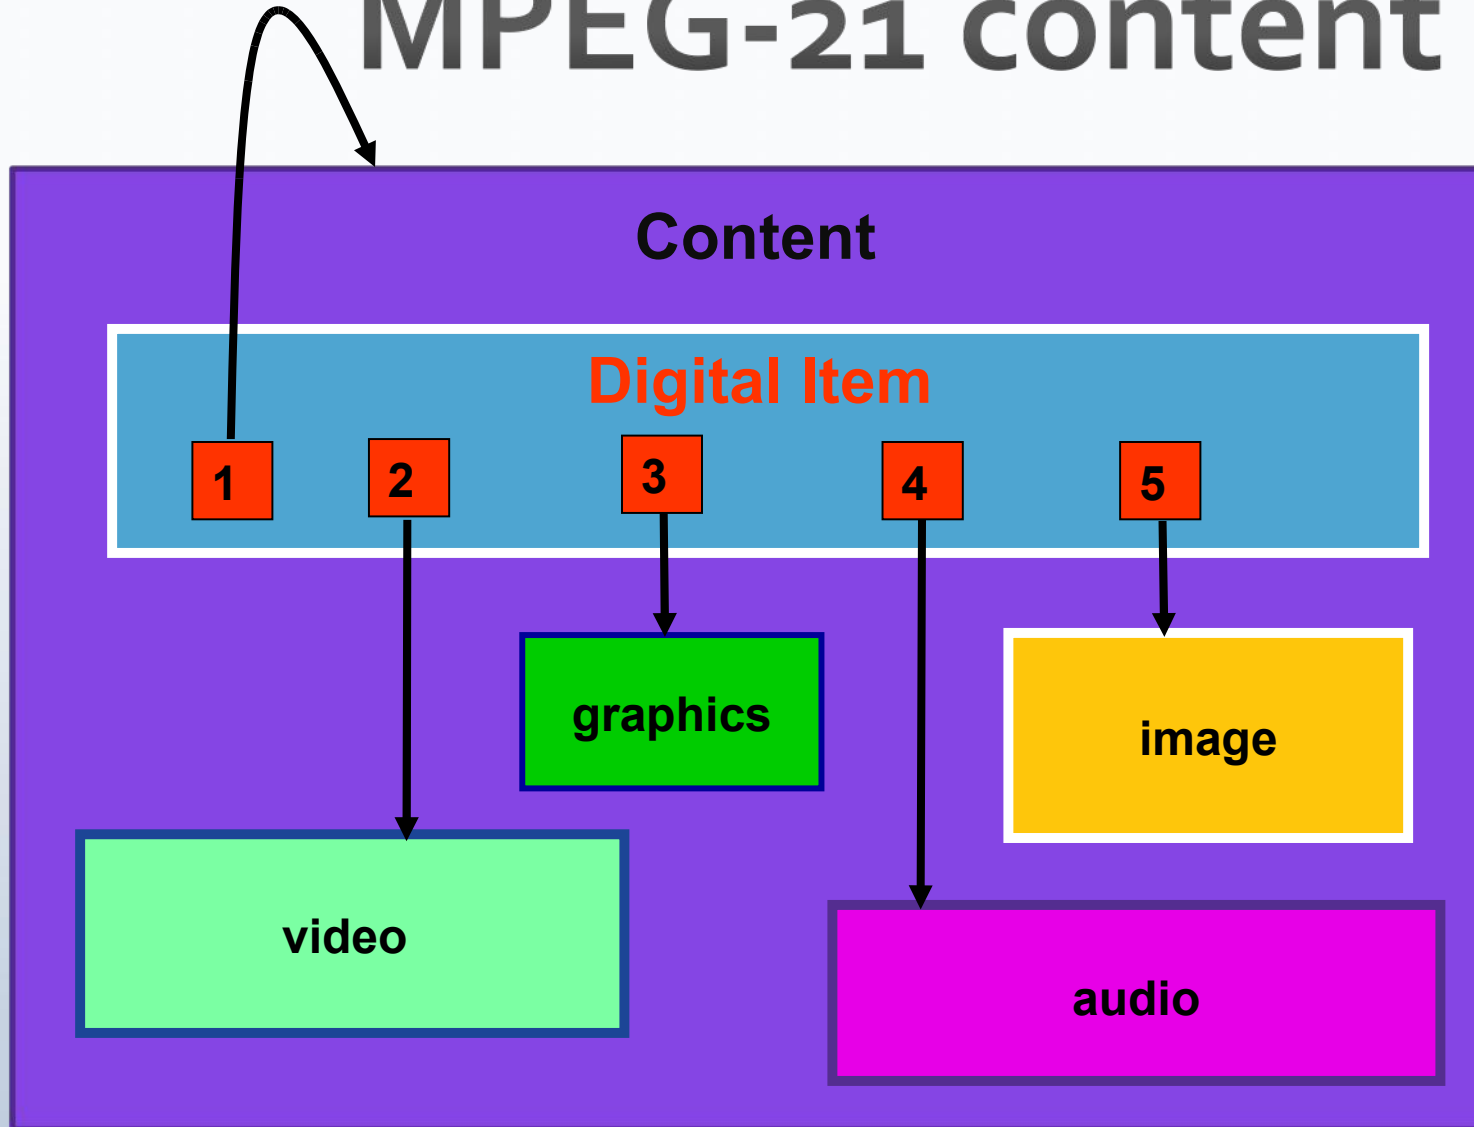 MPEG-21 content
Content
Digital Item
1
2
3
4
5
graphics
image
video
audio